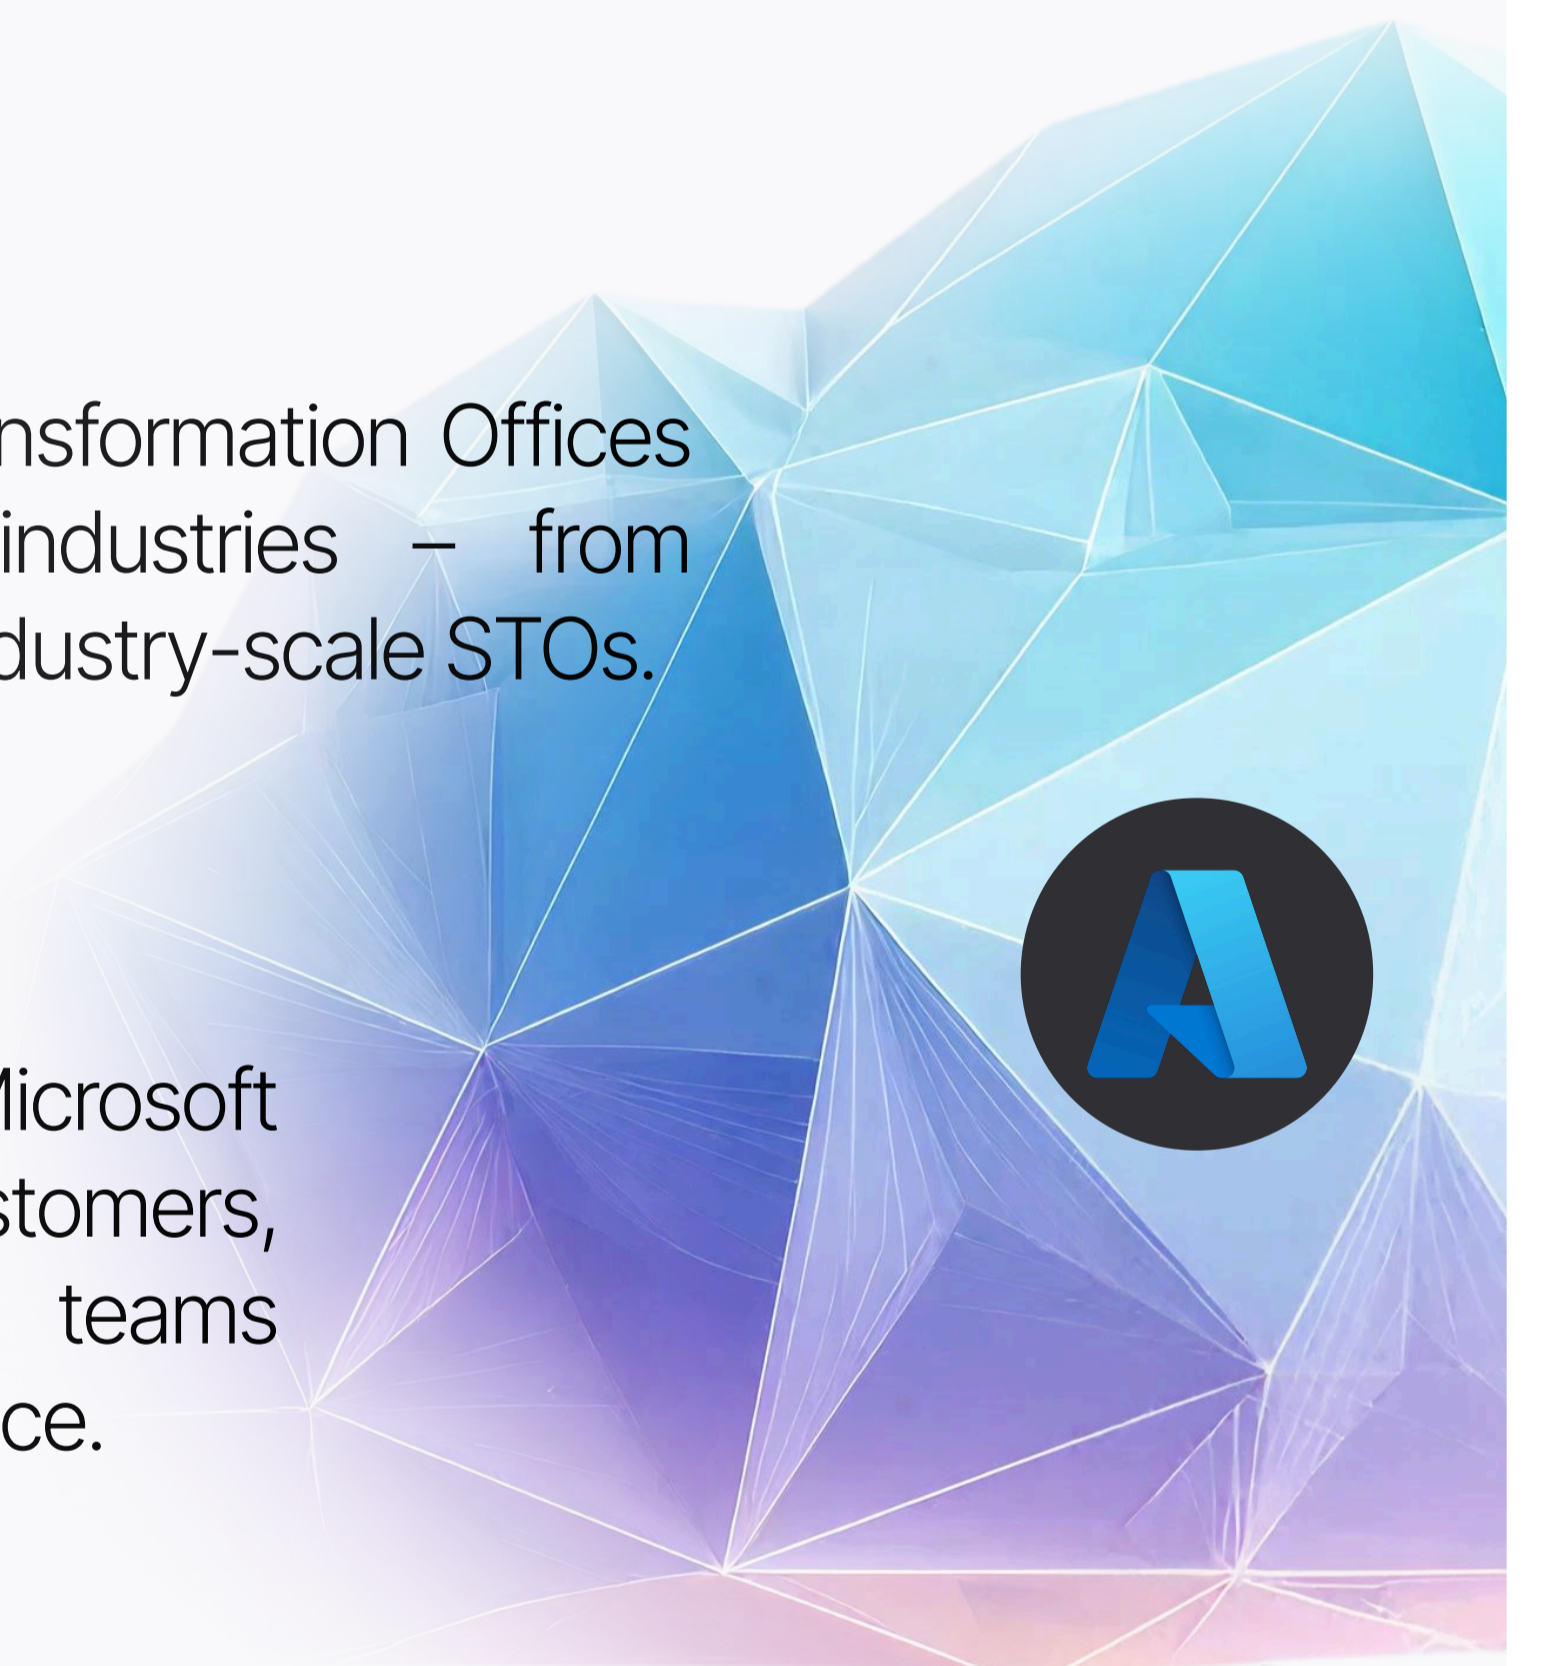 nsformation Offices
industries – from
dustry-scale STOs.
Microsoft
stomers,
teams
ce.